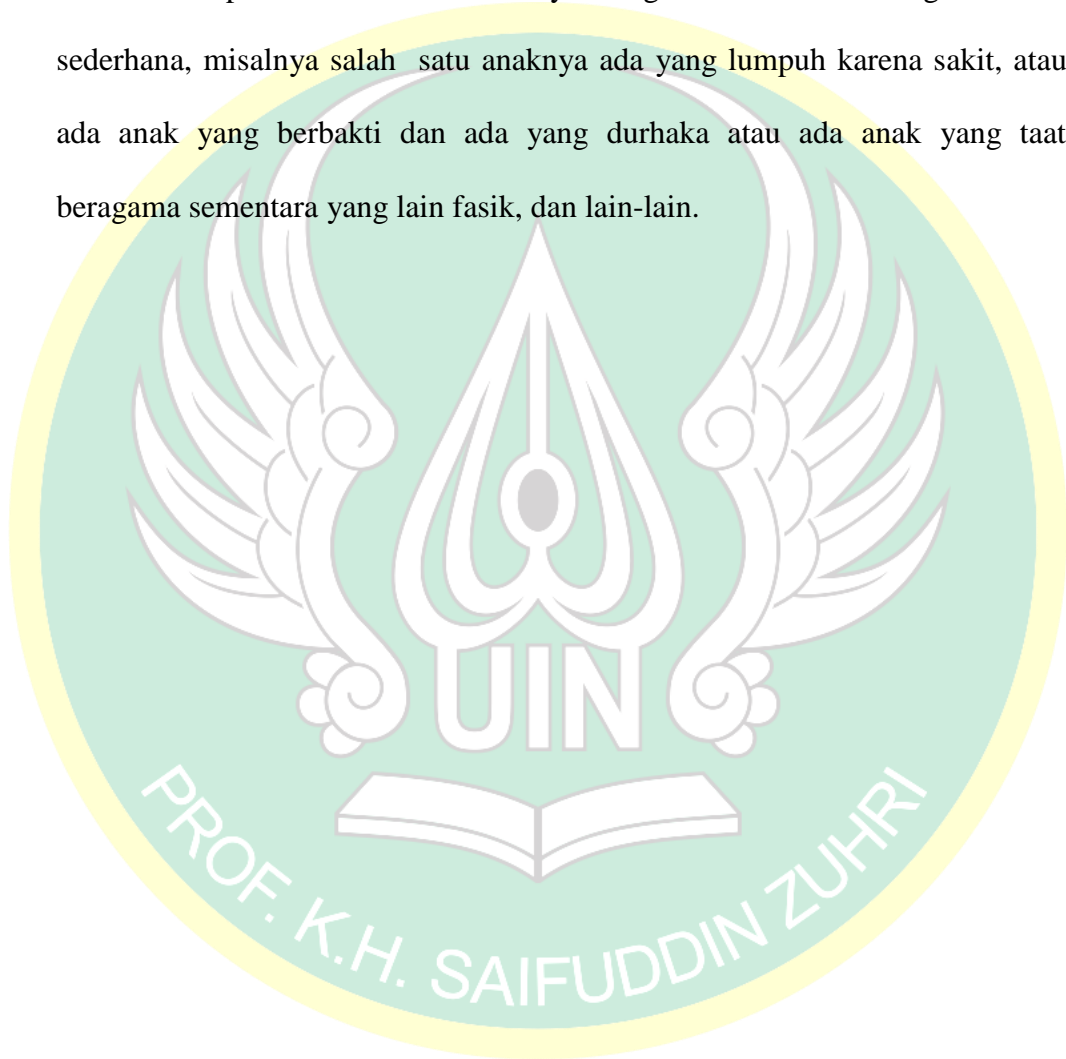 sederhana, misalnya salah satu anaknya ada yang lumpuh karena sakit, atau
ada anak yang berbakti dan ada yang durhaka atau ada anak yang taat
beragama sementara yang lain fasik, dan lain-lain.
UIN
PROF. K.H. SAIFUDDIN ZUHRI